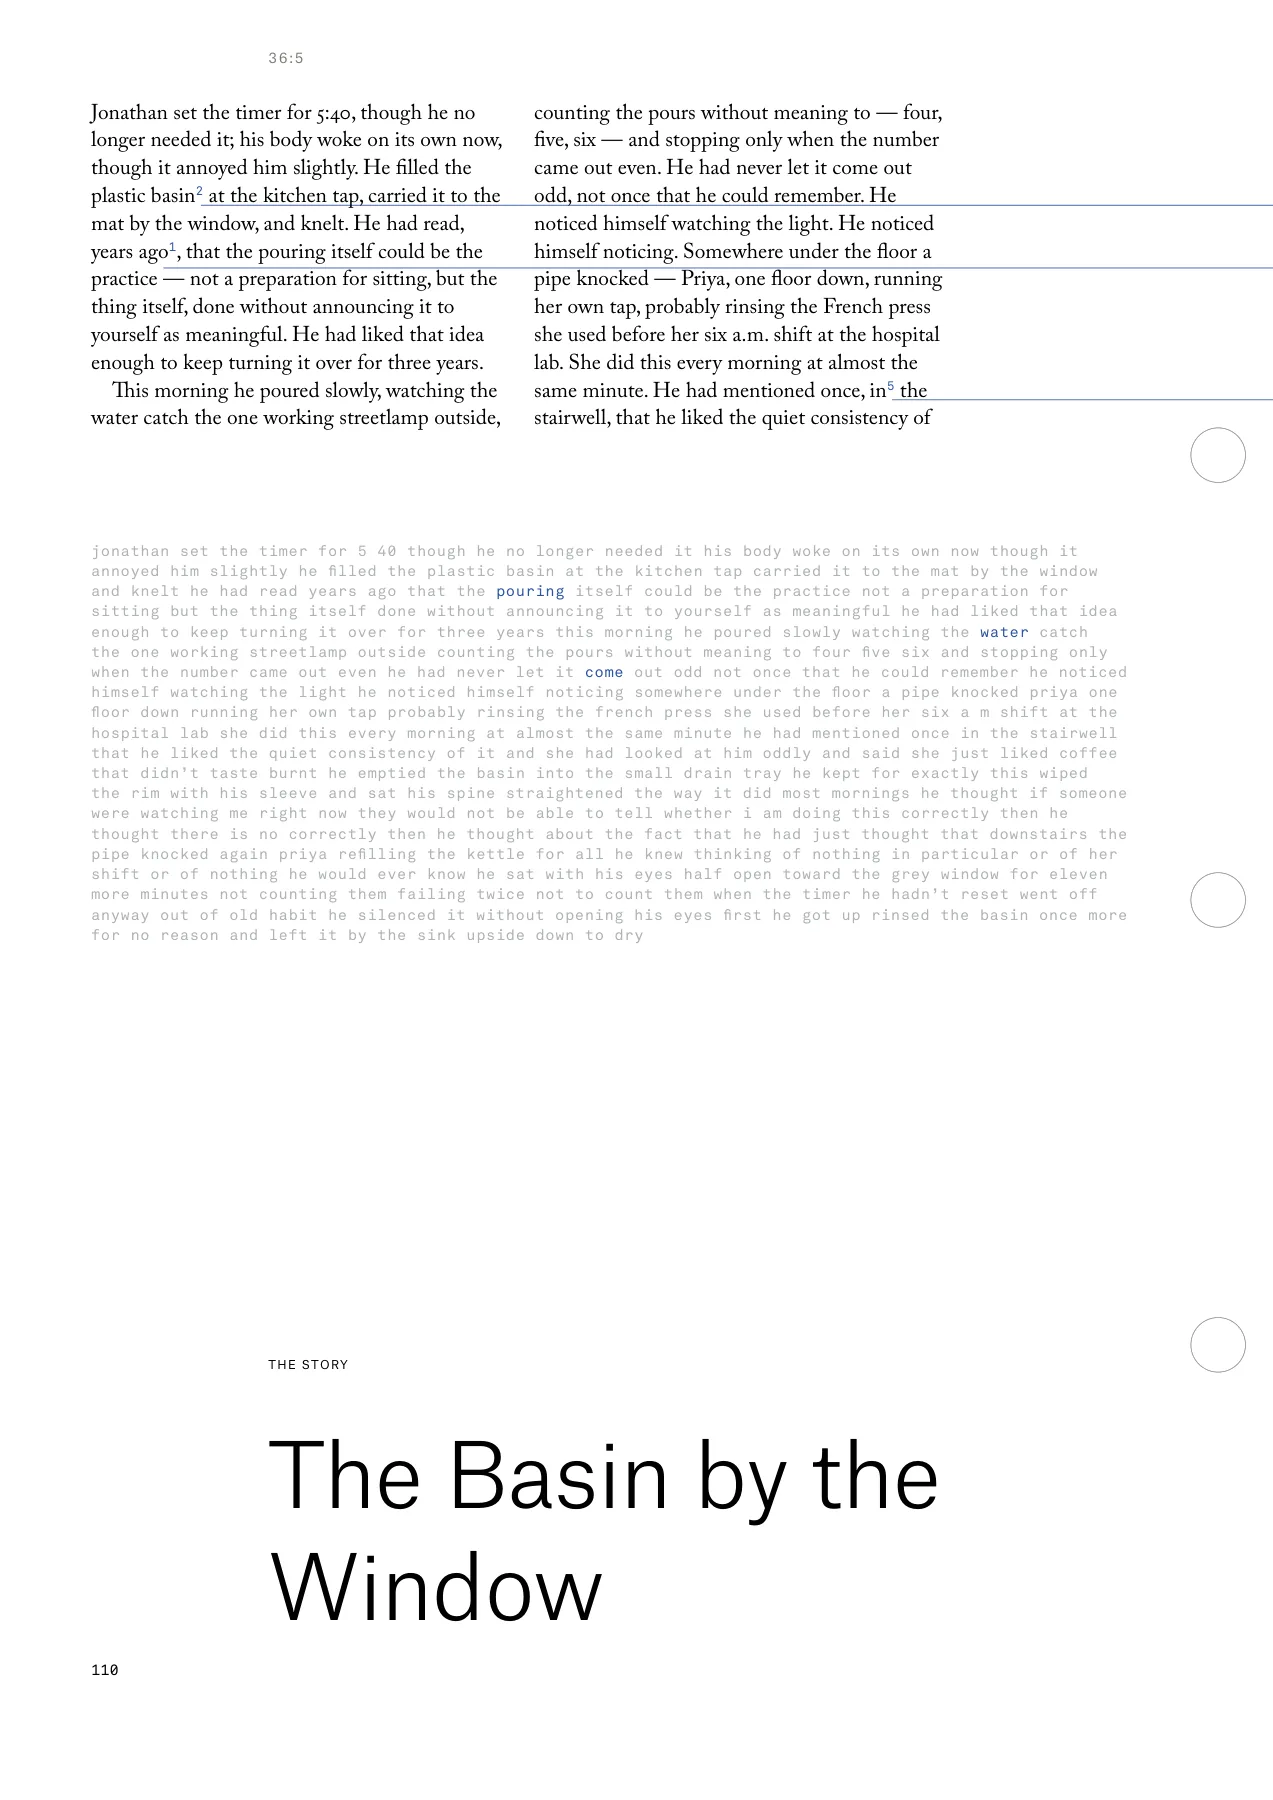 36:5
Jonathan set the timer for 5:40, though he no
longer needed it; his body woke on its own now,
though it annoyed him slightly. He filled the
plastic basin² at the kitchen tap, carried it to the
mat by the window, and knelt. He had read,
years ago¹, that the pouring itself could be the
practice — not a preparation for sitting, but the
thing itself, done without announcing it to
yourself as meaningful. He had liked that idea
enough to keep turning it over for three years.
This morning he poured slowly, watching the
water catch the one working streetlamp outside,
counting the pours without meaning to — four,
five, six — and stopping only when the number
came out even. He had never let it come out
odd, not once that he could remember. He
noticed himself watching the light. He noticed
himself noticing. Somewhere under the floor a
pipe knocked — Priya, one floor down, running
her own tap, probably rinsing the French press
she used before her six a.m. shift at the hospital
lab. She did this every morning at almost the
same minute. He had mentioned once, in⁵ the
stairwell, that he liked the quiet consistency of
jonathan set the timer for 5 40 though he no longer needed it his body woke on its own now though it
annoyed him slightly he filled the plastic basin at the kitchen tap carried it to the mat by the window
and knelt he had read years ago that the pouring itself could be the practice not a preparation for
sitting but the thing itself done without announcing it to yourself as meaningful he had liked that idea
enough to keep turning it over for three years this morning he poured slowly watching the water catch
the one working streetlamp outside counting the pours without meaning to four five six and stopping only
when the number came out even he had never let it come out odd not once that he could remember he noticed
himself watching the light he noticed himself noticing somewhere under the floor a pipe knocked priya one
floor down running her own tap probably rinsing the french press she used before her six a m shift at the
hospital lab she did this every morning at almost the same minute he had mentioned once in the stairwell
that he liked the quiet consistency of it and she had looked at him oddly and said she just liked coffee
that didn't taste burnt he emptied the basin into the small drain tray he kept for exactly this wiped
the rim with his sleeve and sat his spine straightened the way it did most mornings he thought if someone
were watching me right now they would not be able to tell whether i am doing this correctly then he
thought there is no correctly then he thought about the fact that he had just thought that downstairs the
pipe knocked again priya refilling the kettle for all he knew thinking of nothing in particular or of her
shift or of nothing he would ever know he sat with his eyes half open toward the grey window for eleven
more minutes not counting them failing twice not to count them when the timer he hadn't reset went off
anyway out of old habit he silenced it without opening his eyes first he got up rinsed the basin once more
for no reason and left it by the sink upside down to dry
THE STORY
The Basin by the
Window
110